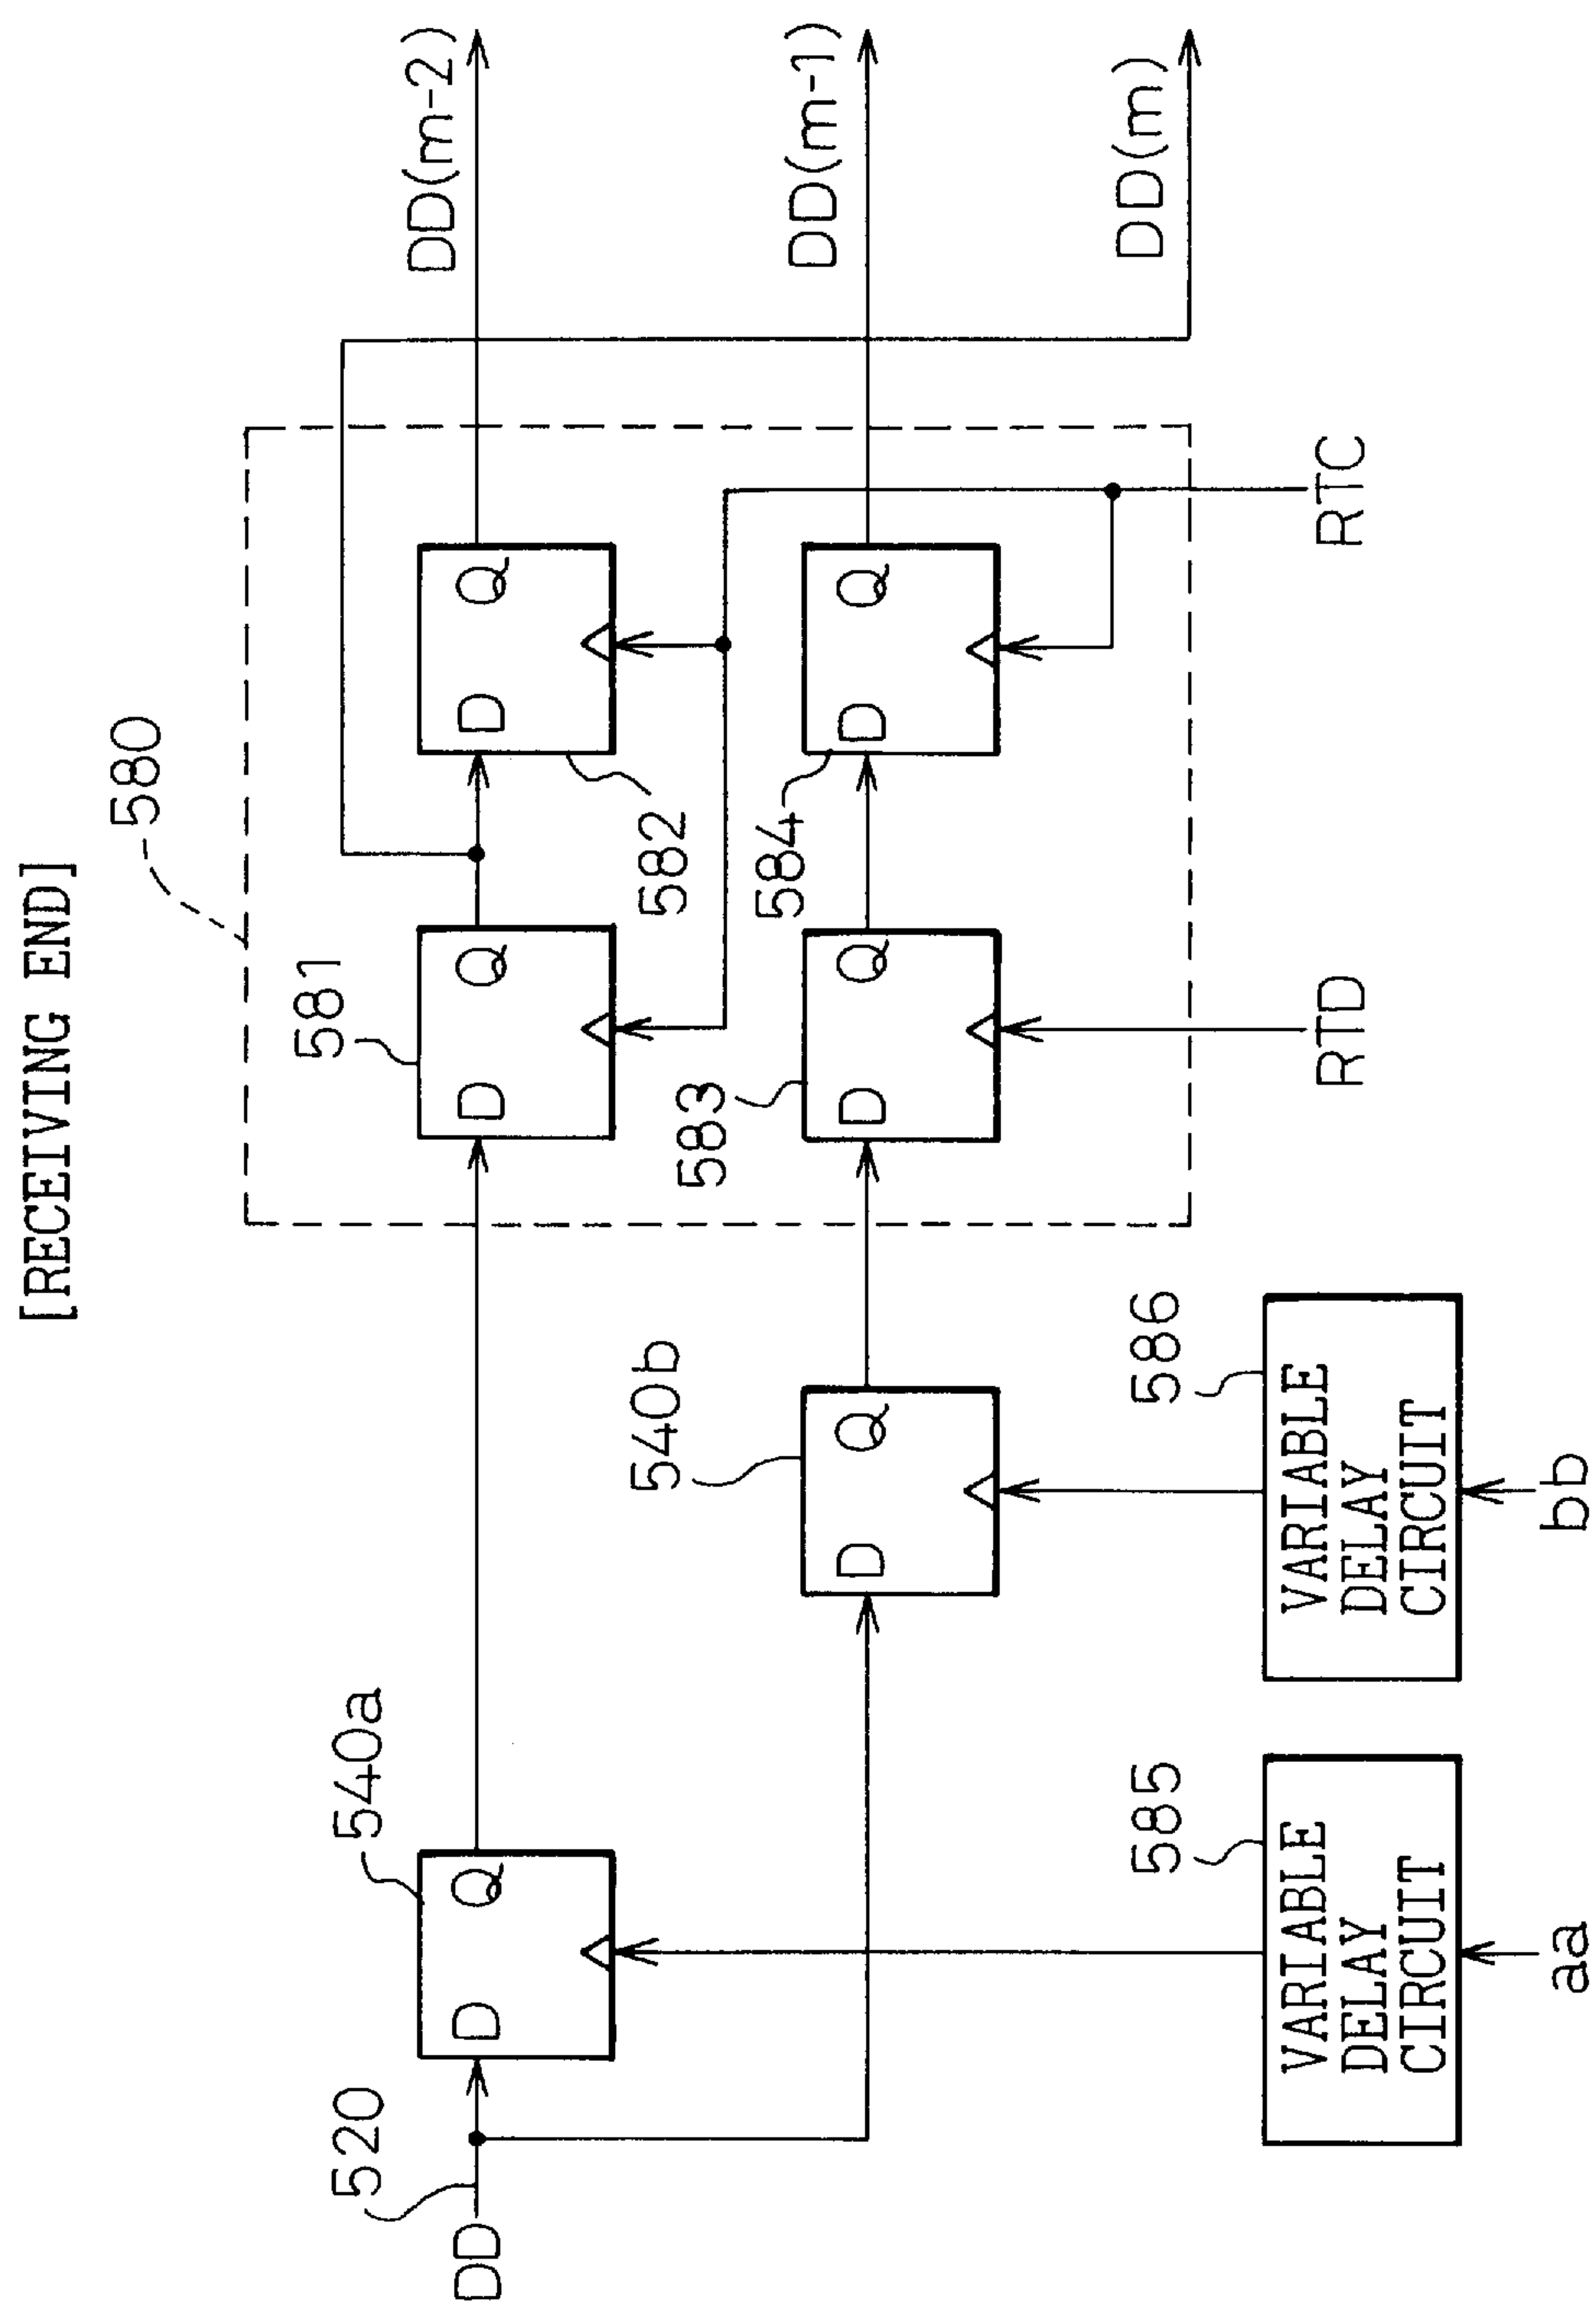 [RECEIVING END]
580
DD
520
540a
D Q
581
D Q
582
D Q
DD(m-2)
540b
D Q
583
D Q
584
D Q
DD(m-1)
DD(m)
585
VARIABLE
DELAY
CIRCUIT
aa
586
VARIABLE
DELAY
CIRCUIT
bb
RTD
RTC